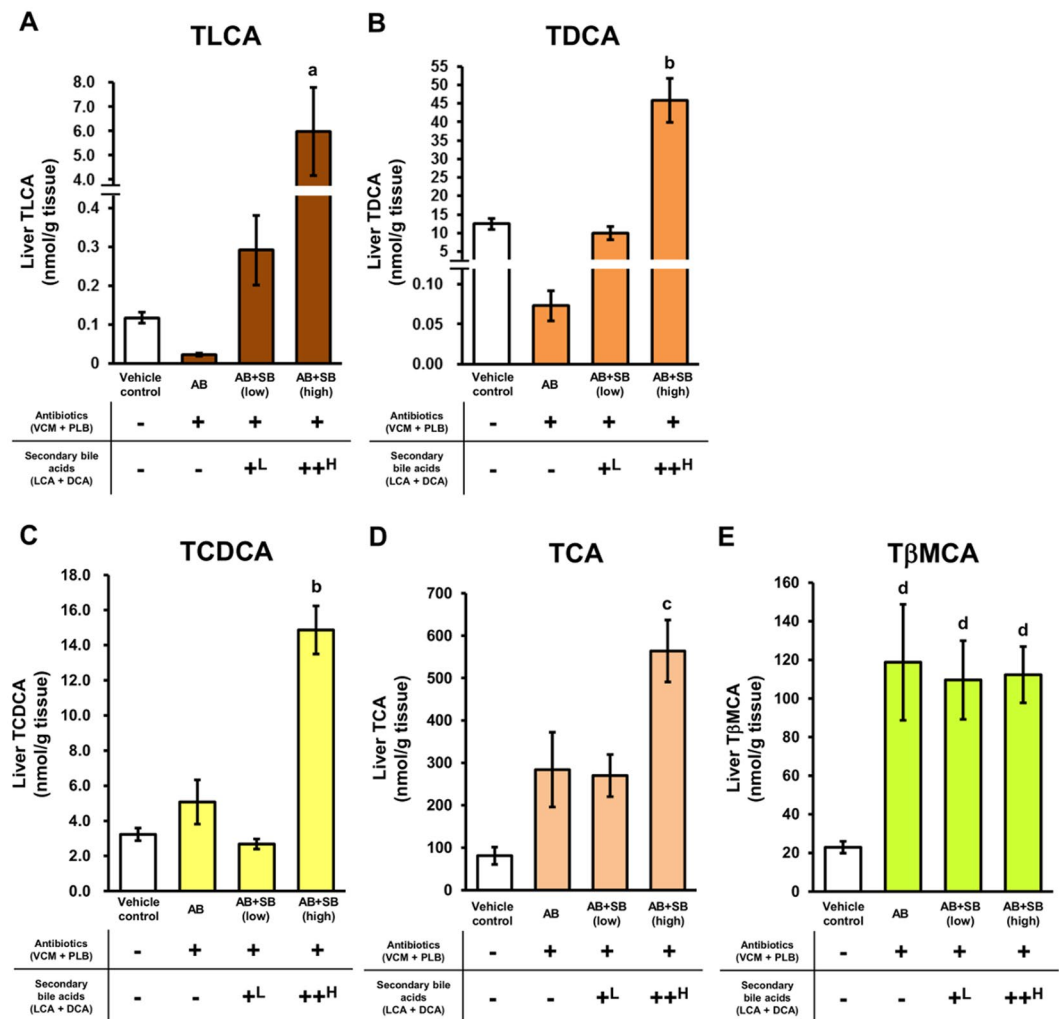 A
TLCA
Liver TLCA
(nmol/g tissue)
8.0
7.0
6.0
5.0
4.0
0.4
0.3
0.2
0.1
0
a
Vehicle
control
AB
AB+SB
(low)
AB+SB
(high)
Antibiotics
(VCM + PLB)
- + + +
Secondary bile
acids
(LCA + DCA)
- - +L ++H
B
TDCA
Liver TDCA
(nmol/g tissue)
55
50
45
40
35
30
25
20
15
10
5
0.10
0.05
0.00
b
Vehicle
control
AB
AB+SB
(low)
AB+SB
(high)
Antibiotics
(VCM + PLB)
- + + +
Secondary
bile acids
(LCA + DCA)
- - +L ++H
C
TCDCA
Liver TCDCA
(nmol/g tissue)
18.0
16.0
14.0
12.0
10.0
8.0
6.0
4.0
2.0
0.0
b
Vehicle
control
AB
AB+SB
(low)
AB+SB
(high)
Antibiotics
(VCM + PLB)
- + + +
Secondary
bile acids
(LCA + DCA)
- - +L ++H
D
TCA
Liver TCA
(nmol/g tissue)
700
600
500
400
300
200
100
0
c
Vehicle
control
AB
AB+SB
(low)
AB+SB
(high)
Antibiotics
(VCM + PLB)
- + + +
Secondary bile
acids
(LCA + DCA)
- - +L ++H
E
TβMCA
Liver TβMCA
(nmol/g tissue)
160
140
120
100
80
60
40
20
0
d
d
d
Vehicle
control
AB
AB+SB
(low)
AB+SB
(high)
Antibiotics
(VCM + PLB)
- + + +
Secondary
bile acids
(LCA + DCA)
- - +L ++H